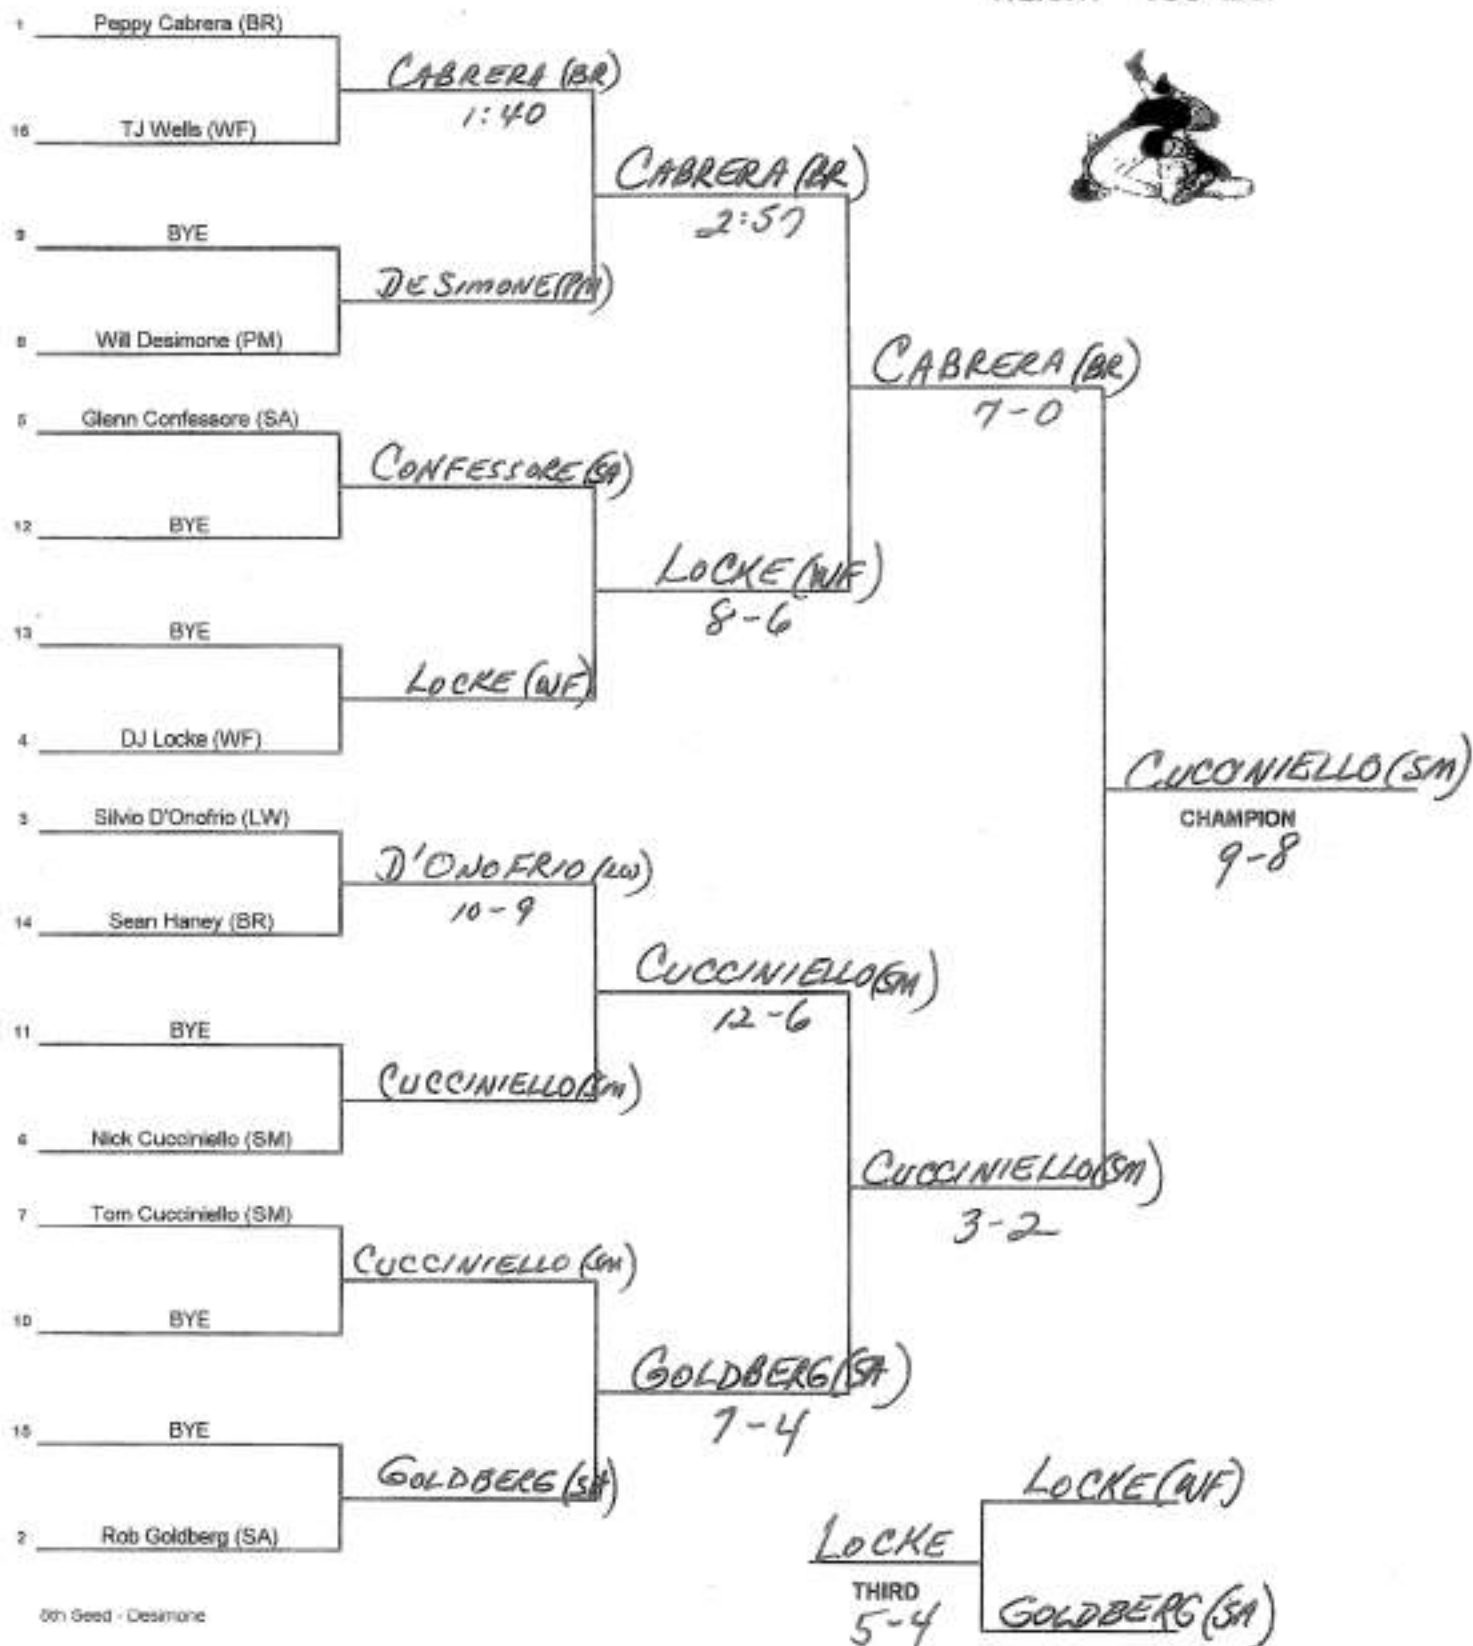 1 Peppy Cabrera (BR)
CABRERA (BR)
1:40
16 TJ Wells (WF)
CABRERA (BR)
2:57
9 BYE
DESIMONE (PM)
8 Will Desimone (PM)
CABRERA (BR)
7-0
5 Glenn Confessore (SA)
CONFESSORE (SA)
12 BYE
LOCKE (WF)
8-6
13 BYE
LOCKE (WF)
4 DJ Locke (WF)
CUCCINIELLO (SM)
CHAMPION
9-8
3 Silvio D'Onofrio (LW)
D'ONOFRIO (LW)
10-9
14 Sean Haney (BR)
CUCCINIELLO (SM)
12-6
11 BYE
CUCCINIELLO (SM)
6 Nick Cucciniello (SM)
CUCCINIELLO (SM)
3-2
7 Tom Cucciniello (SM)
CUCCINIELLO (SM)
10 BYE
GOLDBERG (SA)
7-4
15 BYE
GOLDBERG (SA)
2 Rob Goldberg (SA)
LOCKE (WF)
LOCKE
THIRD
5-4
GOLDBERG (SA)
8th Seed - Desimone